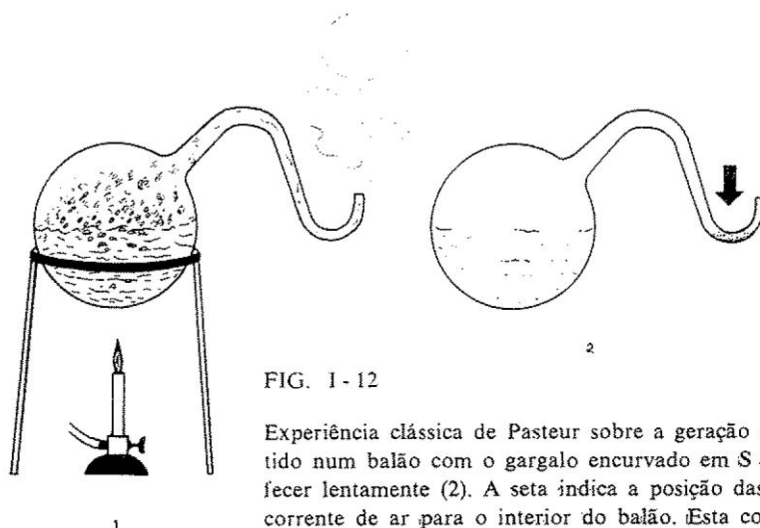 2
1
FIG. I - 12
Experiência clássica de Pasteur sobre a geração
tido num balão com o gargalo encurvado em S
fecer lentamente (2). A seta indica a posição das
corrente de ar para o interior do balão. Esta